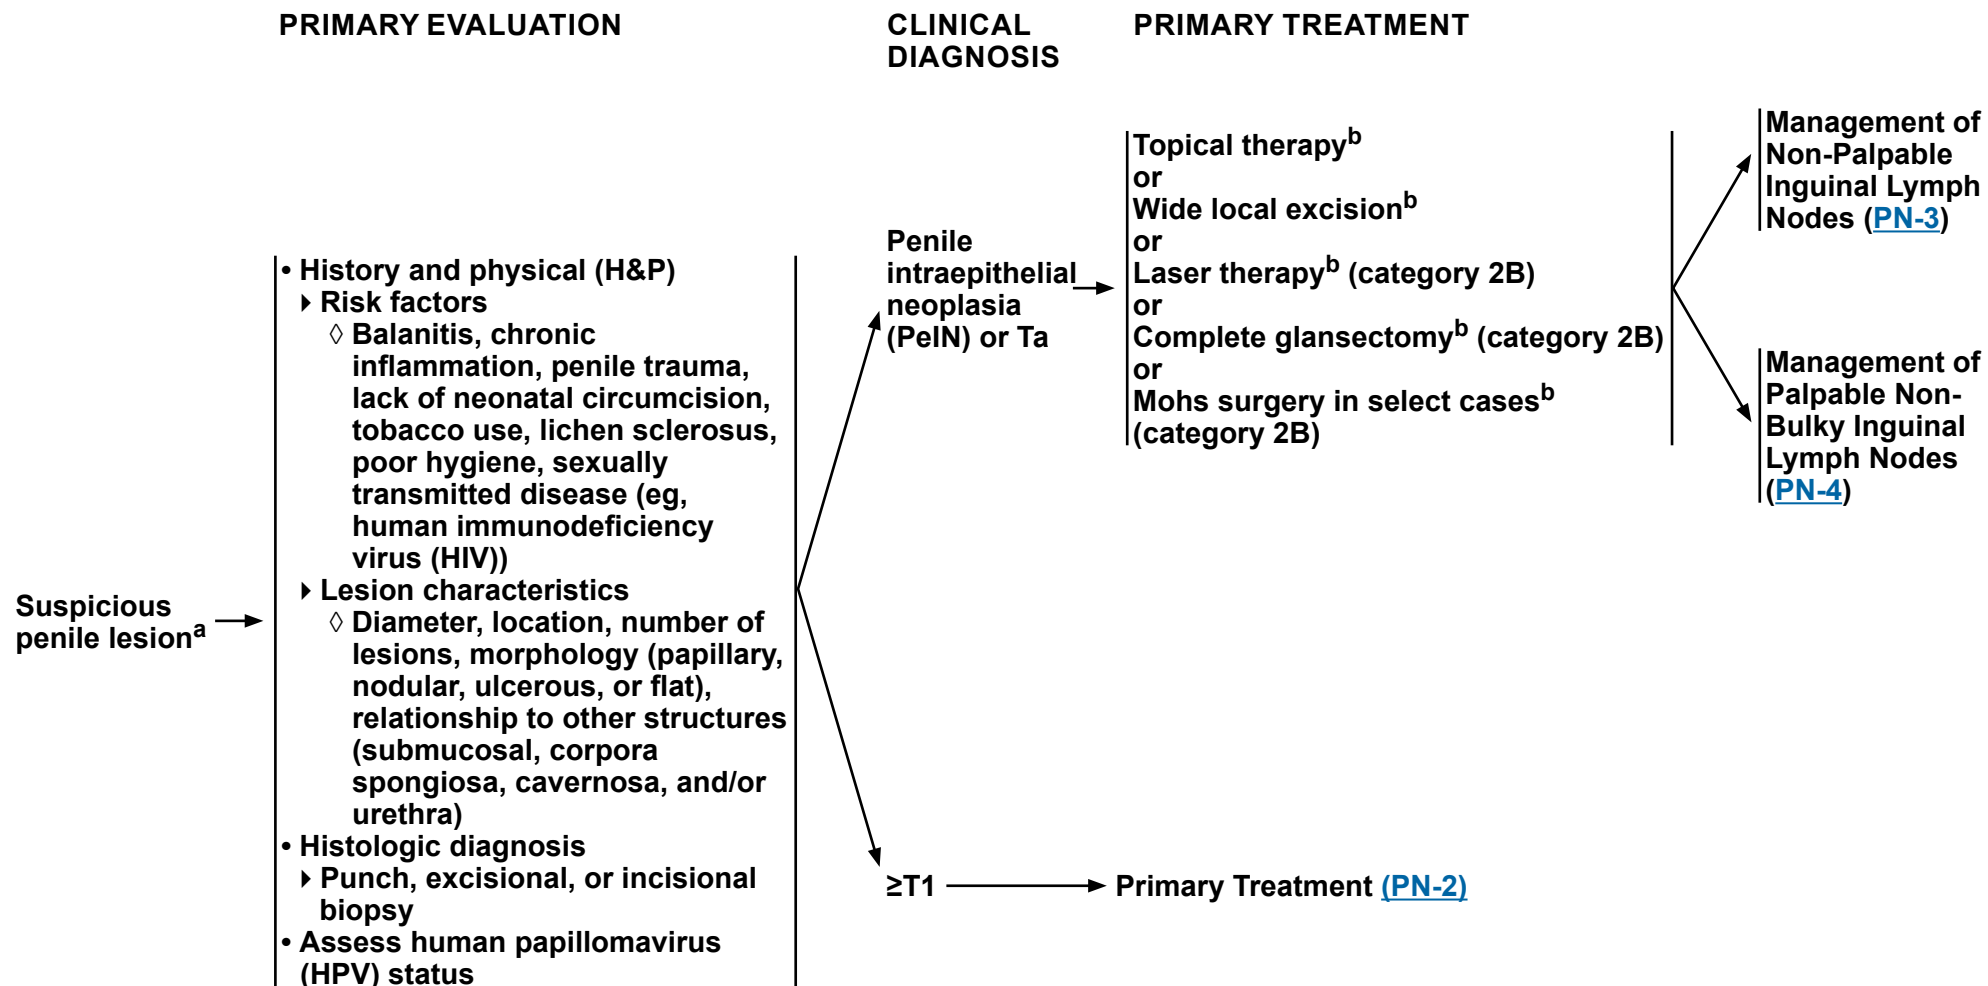 PRIMARY EVALUATION
CLINICAL
DIAGNOSIS
PRIMARY TREATMENT
Suspicious
penile lesionᵃ
• History and physical (H&P)
▸ Risk factors
◊ Balanitis, chronic
inflammation, penile trauma,
lack of neonatal circumcision,
tobacco use, lichen sclerosus,
poor hygiene, sexually
transmitted disease (eg,
human immunodeficiency
virus (HIV))
▸ Lesion characteristics
◊ Diameter, location, number of
lesions, morphology (papillary,
nodular, ulcerous, or flat),
relationship to other structures
(submucosal, corpora
spongiosa, cavernosa, and/or
urethra)
• Histologic diagnosis
▸ Punch, excisional, or incisional
biopsy
• Assess human papillomavirus
(HPV) status
Penile
intraepithelial
neoplasia
(PeIN) or Ta
Topical therapyᵇ
or
Wide local excisionᵇ
or
Laser therapyᵇ (category 2B)
or
Complete glansectomyᵇ (category 2B)
or
Mohs surgery in select casesᵇ
(category 2B)
Management of
Non-Palpable
Inguinal Lymph
Nodes (PN-3)
Management of
Palpable Non-
Bulky Inguinal
Lymph Nodes
(PN-4)
≥T1
Primary Treatment (PN-2)